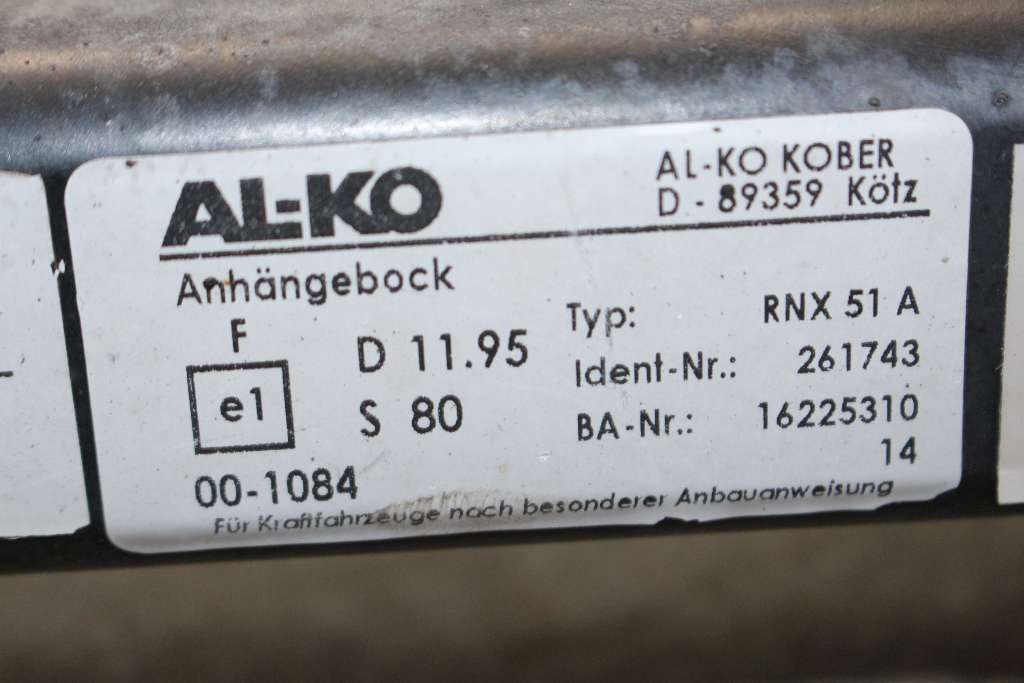 AL-KO
AL-KO KOBER
D - 89359 Kötz
Anhängebock
F
e1
D 11.95
S 80
00-1084
Typ: RNX 51 A
Ident-Nr.: 261743
BA-Nr.: 16225310
14
Für Kraftfahrzeuge nach besonderer Anbauanweisung